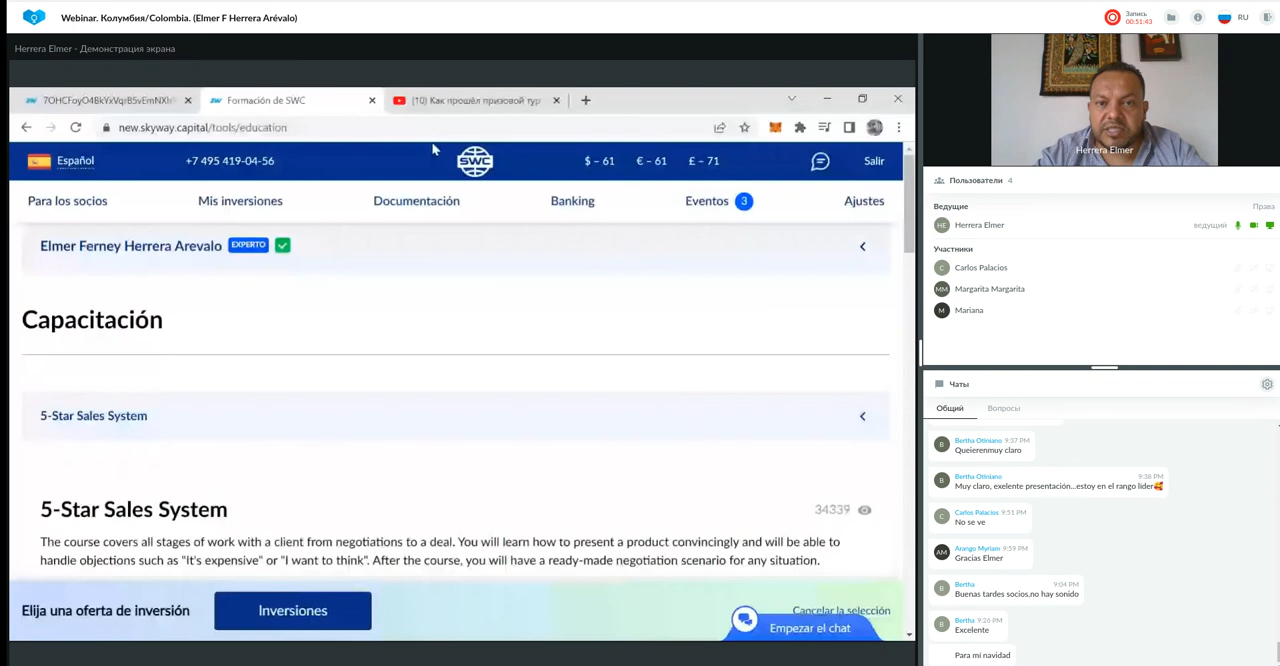 Webinar. Колумбия/Colombia. (Elmer F Herrera Arévalo)
Запись
00:51:43
RU
Herrera Elmer - Демонстрация экрана
Formación de SWC
(10) Как прошёл призовой тур
new.skyway.capital/tools/education
Español
+7 495 419-04-56
SWC
$ – 61
€ – 61
£ – 71
Salir
Para los socios
Mis inversiones
Documentación
Banking
Eventos 3
Ajustes
Elmer Ferney Herrera Arevalo EXPERTO
Capacitación
5-Star Sales System
5-Star Sales System
34339
The course covers all stages of work with a client from negotiations to a deal. You will learn how to present a product convincingly and will be able to
handle objections such as "It's expensive" or "I want to think". After the course, you will have a ready-made negotiation scenario for any situation.
Elija una oferta de inversión
Inversiones
Cancelar la selección
Empezar el chat
Herrera Elmer
Пользователи 4
Ведущие
Права
HE Herrera Elmer
ведущий
Участники
C Carlos Palacios
MM Margarita Margarita
M Mariana
Чаты
Общий
Вопросы
B Bertha Otiniano 9:37 PM
Queierenmuy claro
B Bertha Otiniano 9:38 PM
Muy claro, exelente presentación...estoy en el rango lider🥰
C Carlos Palacios 9:51 PM
No se ve
AM Arango Myriam 9:59 PM
Gracias Elmer
B Bertha 9:04 PM
Buenas tardes socios,no hay sonido
B Bertha 9:26 PM
Excelente
Para mí navidad